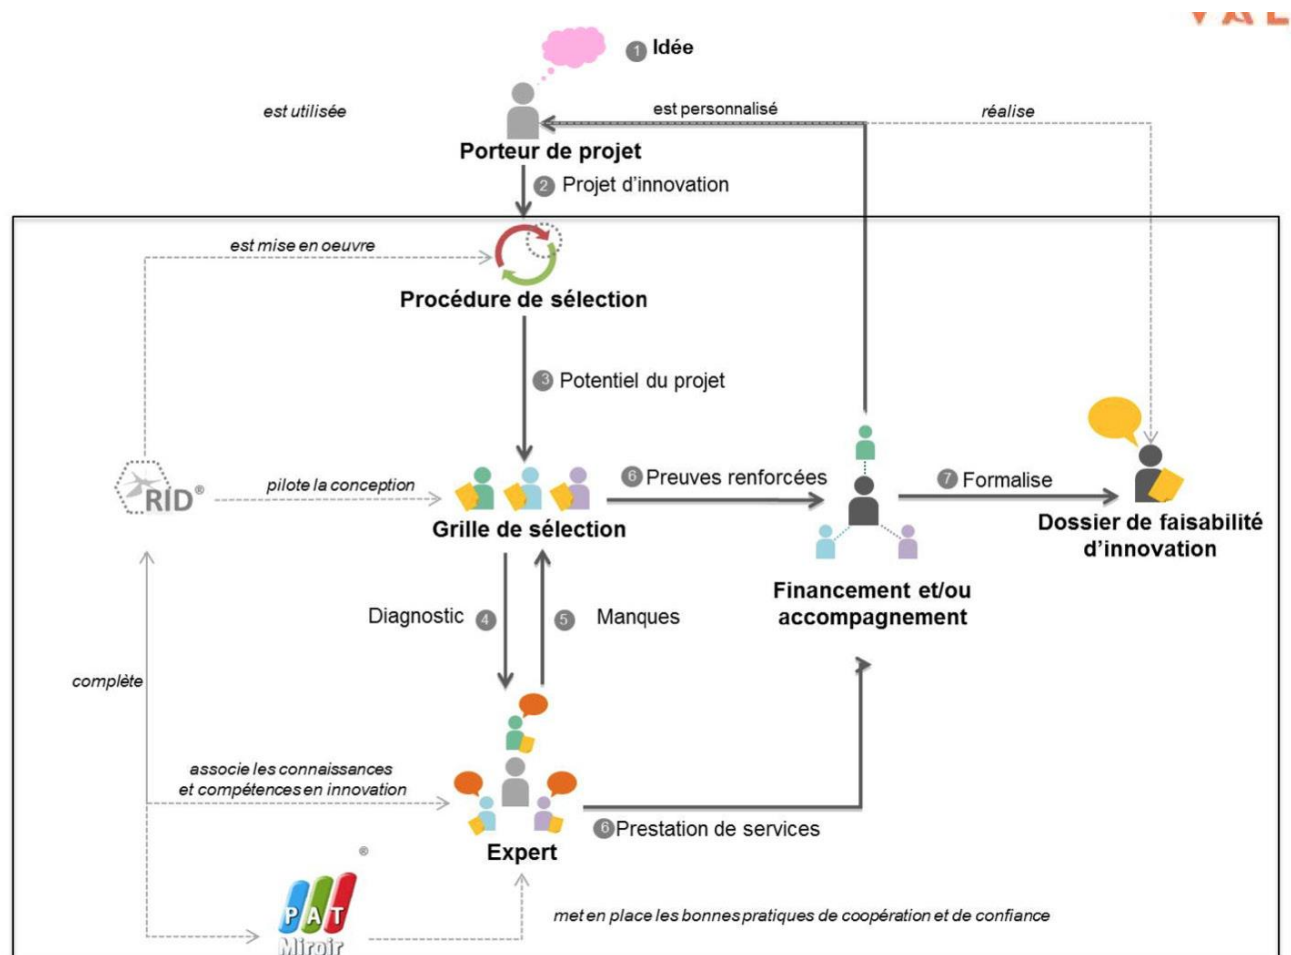 VAL
1 Idée
est utilisée
est personnalisé
réalise
Porteur de projet
2 Projet d'innovation
est mise en oeuvre
Procédure de sélection
3 Potentiel du projet
RID®
pilote la conception
6 Preuves renforcées
7 Formalise
Grille de sélection
Dossier de faisabilité
d'innovation
Financement et/ou
accompagnement
Diagnostic 4
5 Manques
complète
associe les connaissances
et compétences en innovation
6 Prestation de services
Expert
®
PAT
Miroir
met en place les bonnes pratiques de coopération et de confiance